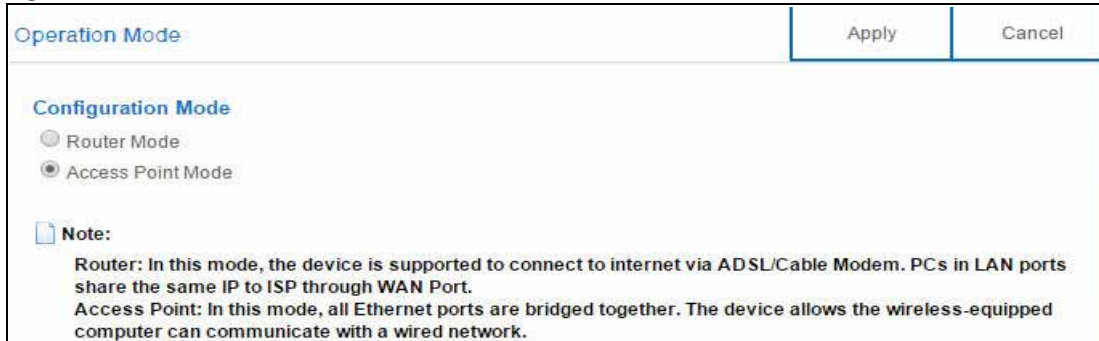 Operation Mode
Apply
Cancel
Configuration Mode
Router Mode
Access Point Mode
Note:
Router: In this mode, the device is supported to connect to internet via ADSL/Cable Modem. PCs in LAN ports
share the same IP to ISP through WAN Port.
Access Point: In this mode, all Ethernet ports are bridged together. The device allows the wireless-equipped
computer can communicate with a wired network.